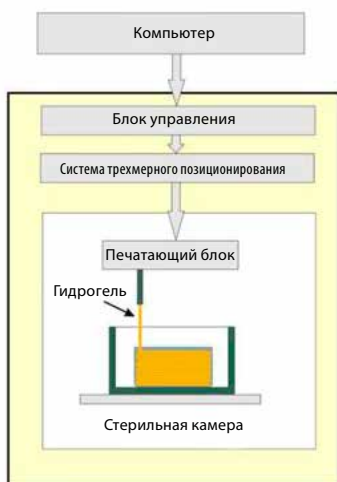 Компьютер
Блок управления
Система трехмерного позиционирования
Печатающий блок
Гидрогель
Стерильная камера